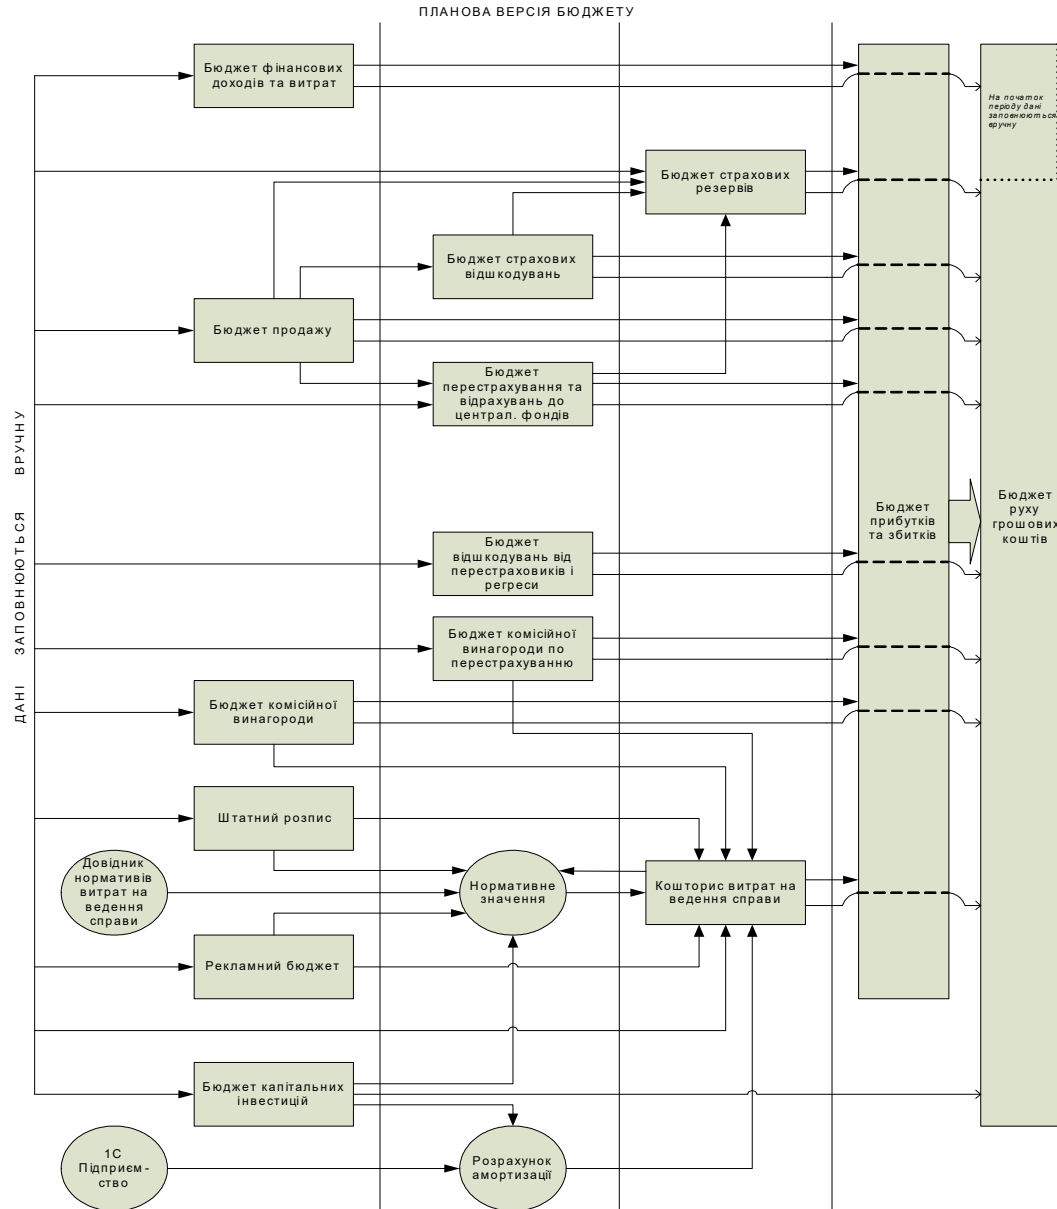 ПЛАНОВА ВЕРСІЯ БЮДЖЕТУ
Бюджет фінансових
доходів та витрат
На початок
періоду дані
заповнюються
вручну
Бюджет страхових
резервів
Бюджет страхових
відшкодувань
Бюджет продажу
Бюджет
перестрахування та
відрахувань до
централ. фондів
ДАНІ ЗАПОВНЮЮТЬСЯ ВРУЧНУ
Бюджет
прибутків
та збитків
Бюджет
руху
грошових
коштів
Бюджет
відшкодувань від
перестраховиків і
регреси
Бюджет комісійної
винагороди по
перестрахуванню
Бюджет комісійної
винагороди
Штатний розпис
Довідник
нормативів
витрат на
ведення
справи
Нормативне
значення
Кошторис витрат на
ведення справи
Рекламний бюджет
Бюджет капітальних
інвестицій
1С
Підприєм-
ство
Розрахунок
амортизації